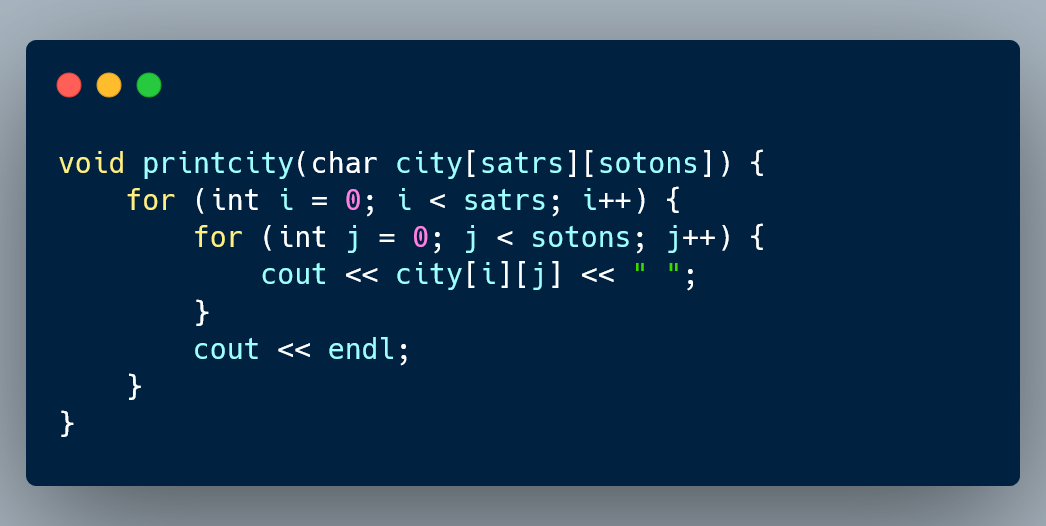 void printcity(char city[satrs][sotons]) {
    for (int i = 0; i < satrs; i++) {
        for (int j = 0; j < sotons; j++) {
            cout << city[i][j] << " ";
        }
        cout << endl;
    }
}